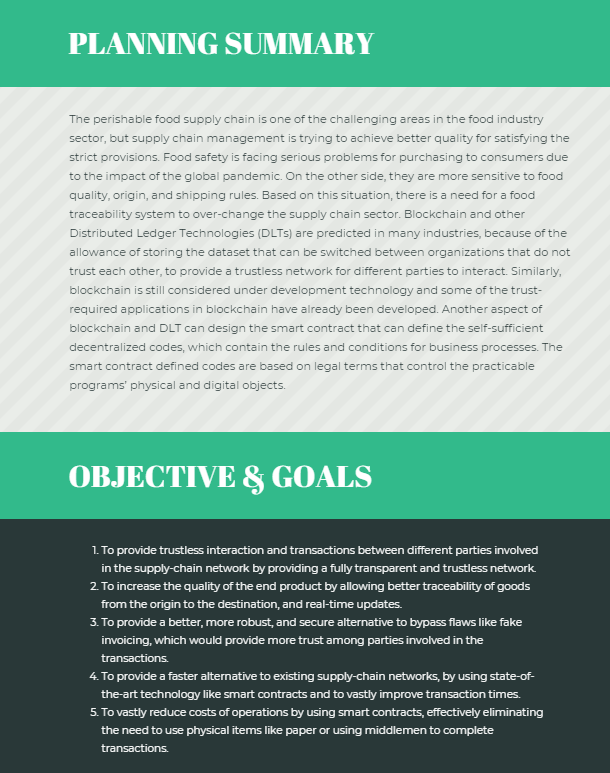 PLANNING SUMMARY
The perishable food supply chain is one of the challenging areas in the food industry
sector, but supply chain management is trying to achieve better quality for satisfying the
strict provisions. Food safety is facing serious problems for purchasing to consumers due
to the impact of the global pandemic. On the other side, they are more sensitive to food
quality, origin, and shipping rules. Based on this situation, there is a need for a food
traceability system to over-change the supply chain sector. Blockchain and other
Distributed Ledger Technologies (DLTs) are predicted in many industries, because of the
allowance of storing the dataset that can be switched between organizations that do not
trust each other, to provide a trustless network for different parties to interact. Similarly,
blockchain is still considered under development technology and some of the trust-
required applications in blockchain have already been developed. Another aspect of
blockchain and DLT can design the smart contract that can define the self-sufficient
decentralized codes, which contain the rules and conditions for business processes. The
smart contract defined codes are based on legal terms that control the practicable
programs' physical and digital objects.
OBJECTIVE & GOALS
1. To provide trustless interaction and transactions between different parties involved
in the supply-chain network by providing a fully transparent and trustless network.
2. To increase the quality of the end product by allowing better traceability of goods
from the origin to the destination, and real-time updates.
3. To provide a better, more robust, and secure alternative to bypass flaws like fake
invoicing, which would provide more trust among parties involved in the
transactions.
4. To provide a faster alternative to existing supply-chain networks, by using state-of-
the-art technology like smart contracts and to vastly improve transaction times.
5. To vastly reduce costs of operations by using smart contracts, effectively eliminating
the need to use physical items like paper or using middlemen to complete
transactions.